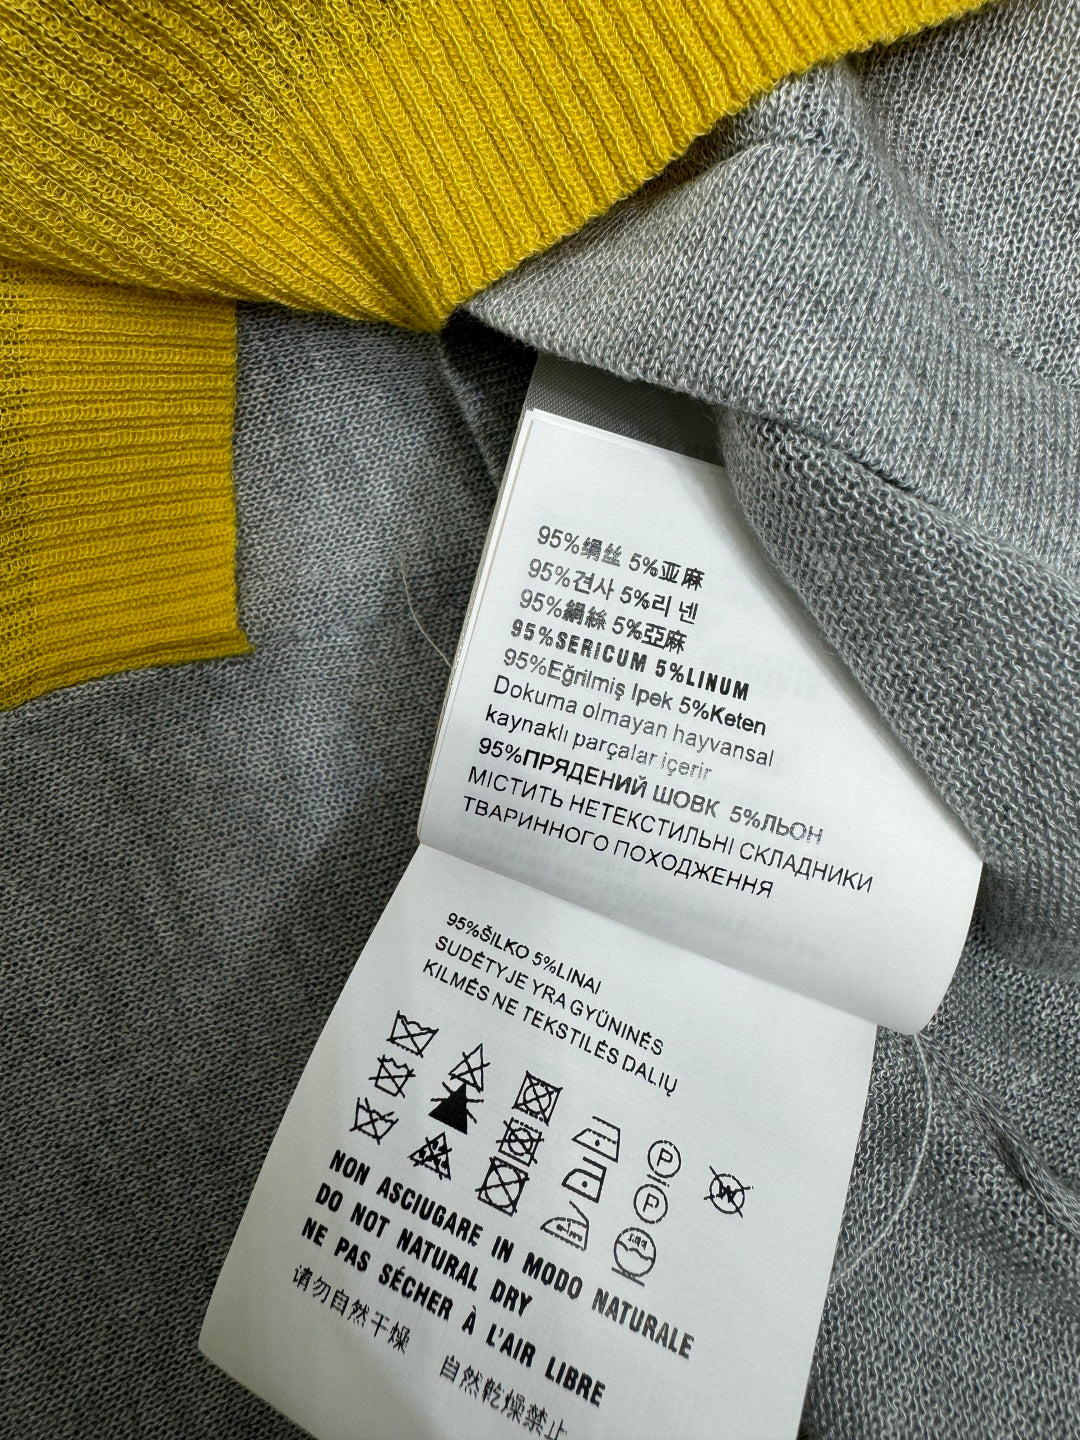 95%绢丝 5%亚麻
95%견사 5%리넨
95%絹絲 5%亞麻
95%SERICUM 5%LINUM
95%Eğrilmiş Ipek 5%Keten
Dokuma olmayan hayvansal
kaynaklı parçalar içerir
95%ПРЯДЕНИЙ ШОВК 5%ЛЬОН
МІСТИТЬ НЕТЕКСТИЛЬНІ СКЛАДНИКИ
ТВАРИННОГО ПОХОДЖЕННЯ
95%ŠILKO 5%LINAI
SUDĖTYJE YRA GYŪNINĖS
KILMĖS NE TEKSTILĖS DALIŲ
P
P
W
NON ASCIUGARE IN MODO NATURALE
DO NOT NATURAL DRY
NE PAS SÉCHER À L'AIR LIBRE
请勿自然干燥
自然乾燥禁止